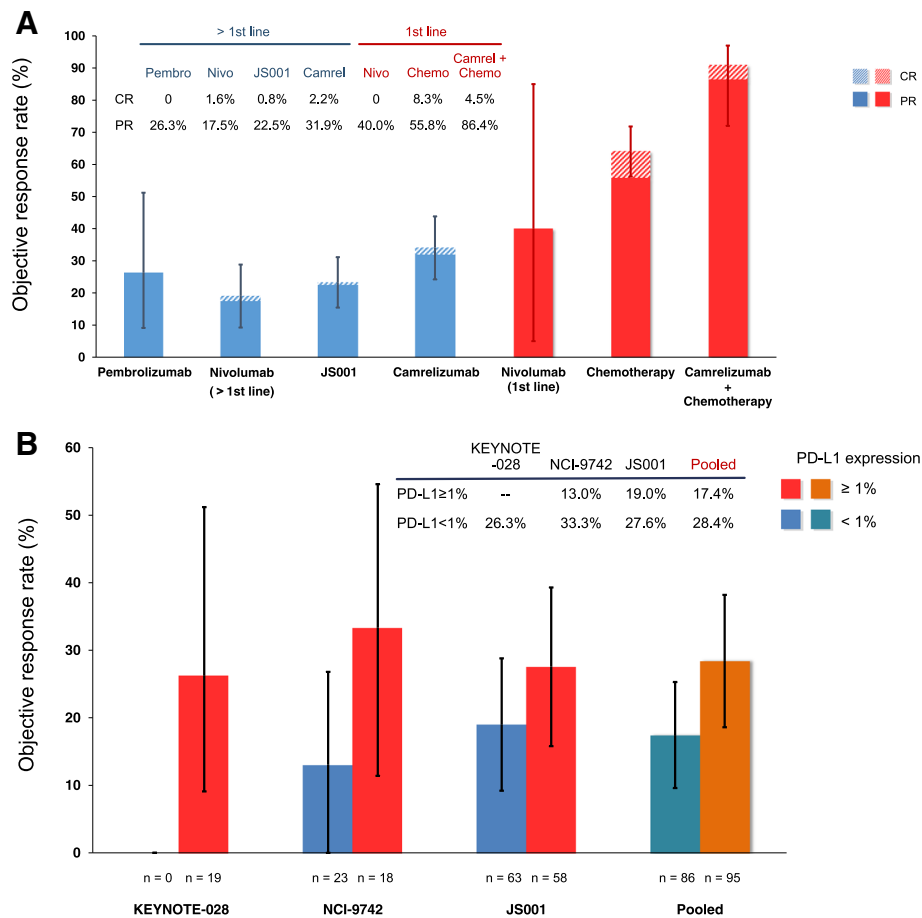 A
> 1st line 1st line
Pembro Nivo JS001 Camrel Nivo Chemo Camrel + Chemo
CR 0 1.6% 0.8% 2.2% 0 8.3% 4.5%
PR 26.3% 17.5% 22.5% 31.9% 40.0% 55.8% 86.4%
CR
PR
Objective response rate (%)
100
90
80
70
60
50
40
30
20
10
0
Pembrolizumab Nivolumab (> 1st line) JS001 Camrelizumab Nivolumab (1st line) Chemotherapy Camrelizumab + Chemotherapy
B
KEYNOTE -028 NCI-9742 JS001 Pooled
PD-L1≥1% -- 13.0% 19.0% 17.4%
PD-L1<1% 26.3% 33.3% 27.6% 28.4%
PD-L1 expression
≥ 1%
< 1%
Objective response rate (%)
60
50
40
30
20
10
0
n = 0 n = 19 n = 23 n = 18 n = 63 n = 58 n = 86 n = 95
KEYNOTE-028 NCI-9742 JS001 Pooled